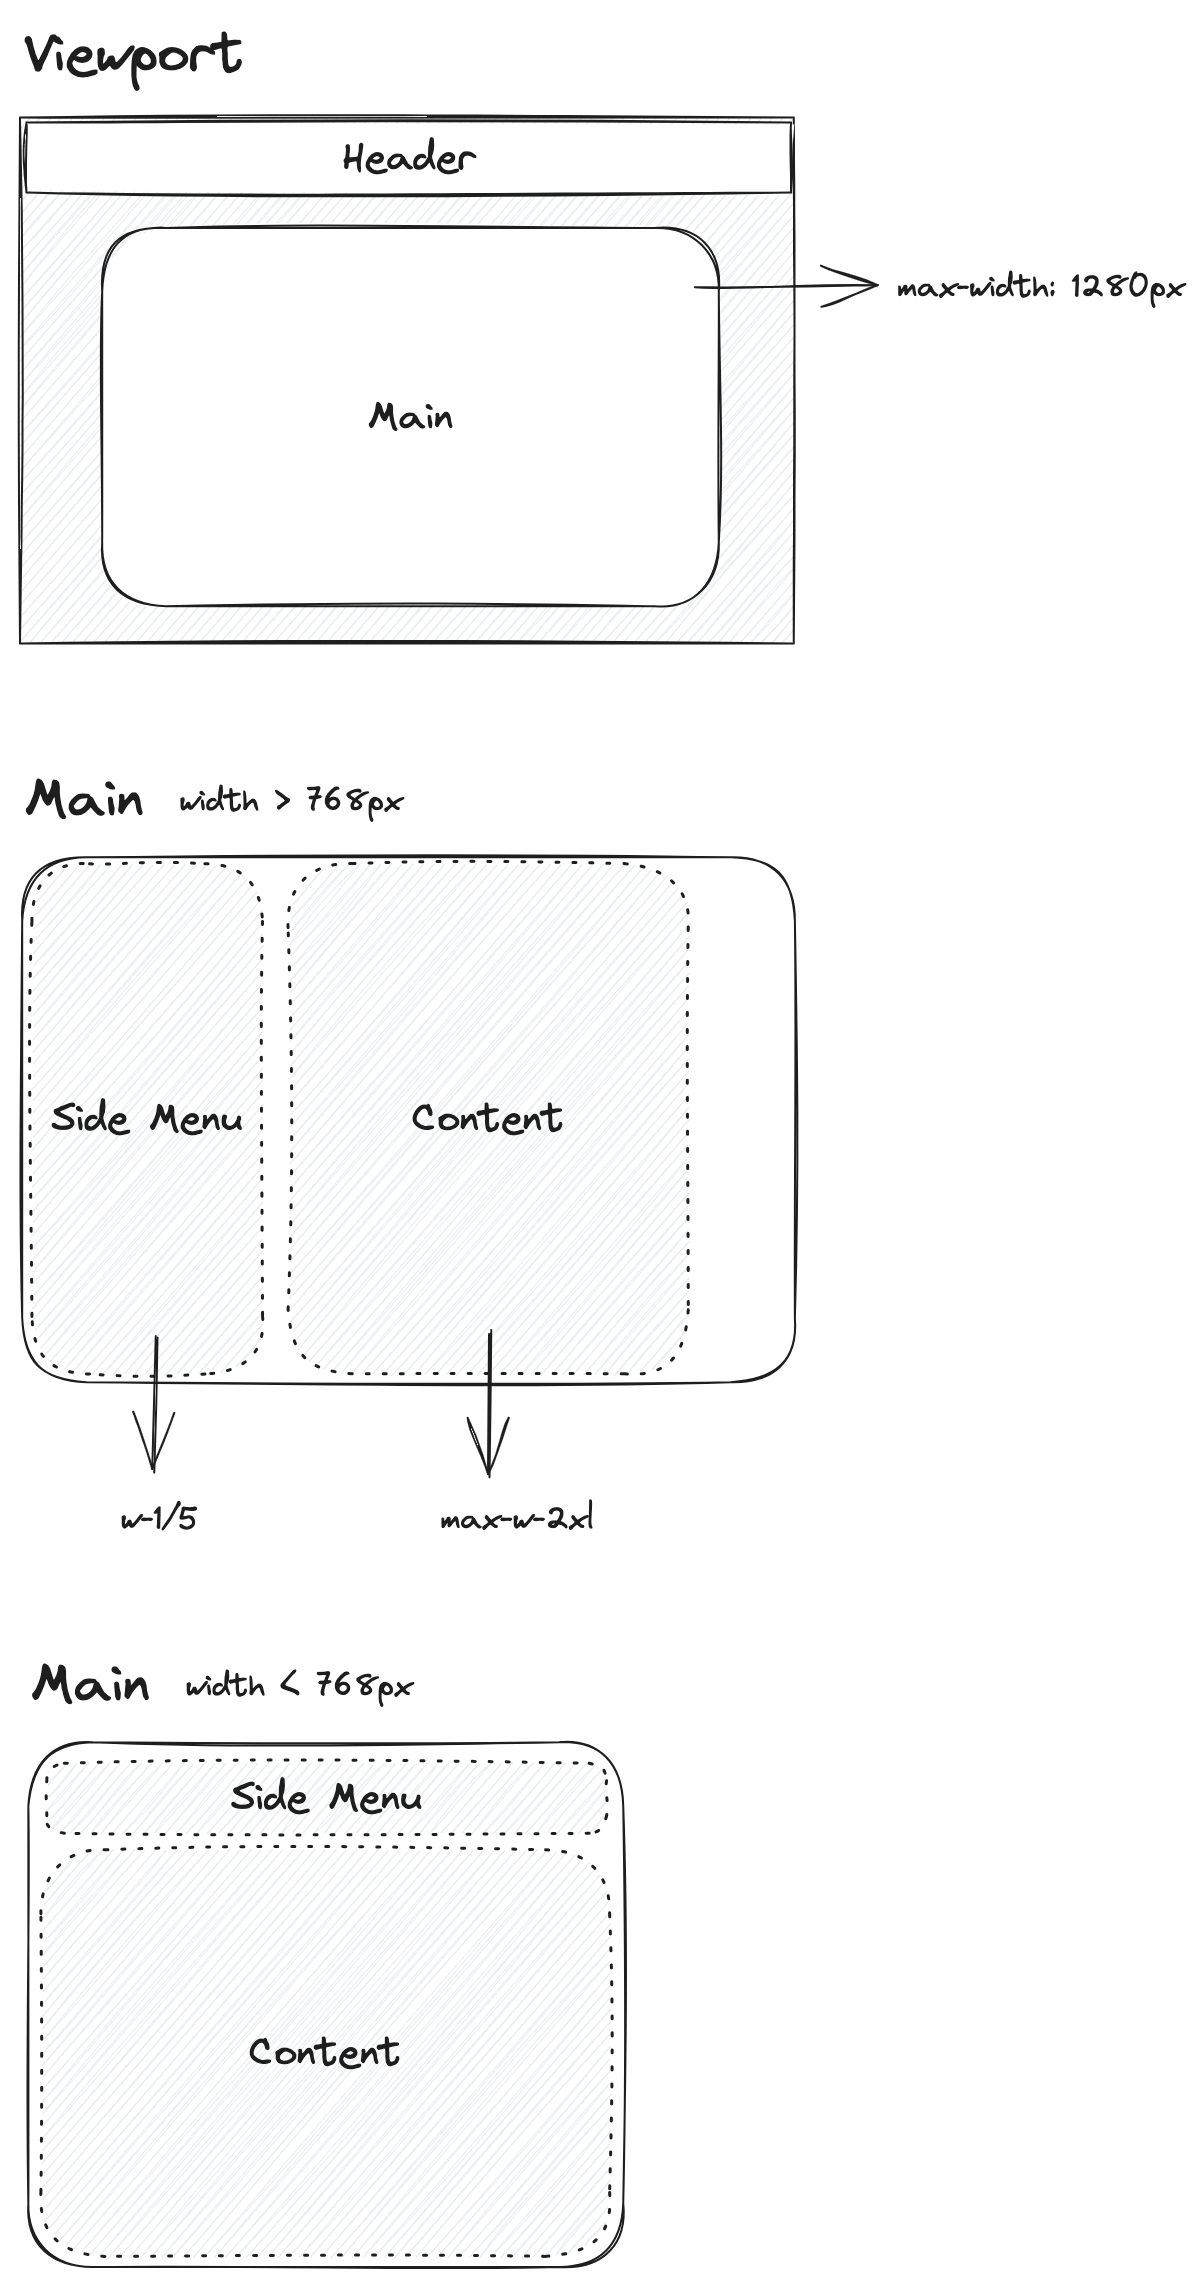 Viewport
Header
max-width: 1280px
Main
Main width > 768px
Side Menu Content
w-1/5 max-w-2xl
Main width < 768px
Side Menu
Content